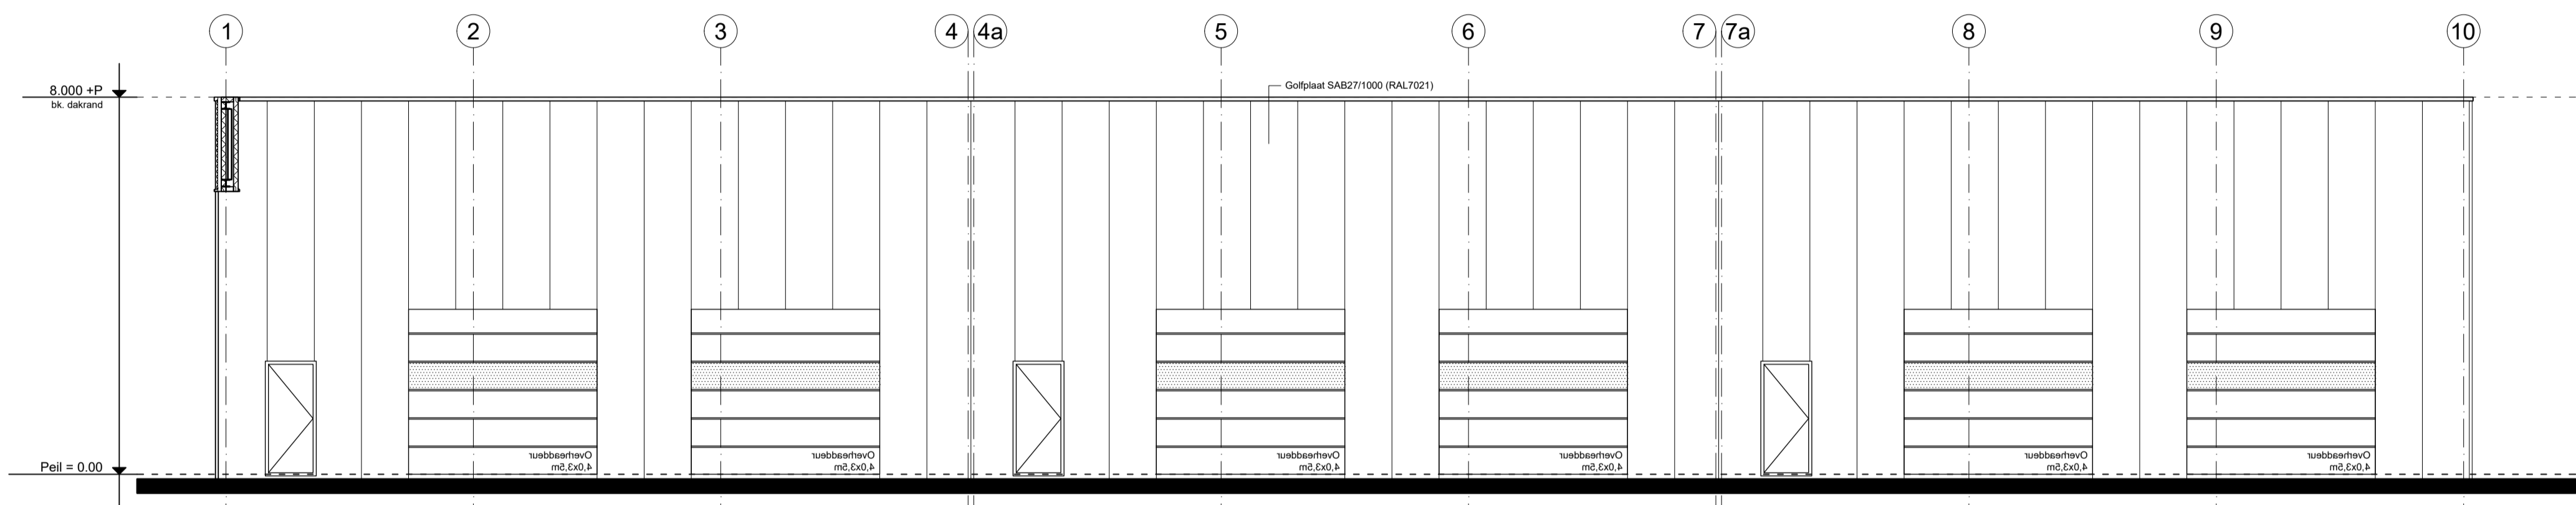 1 2 3 4 4a 5 6 7 7a 8 9 10
Golfplaat SAB27/1000 (RAL7021)
8.000 +P
bk. dakrand
Overheaddeur
4,0x3,5m
Overheaddeur
4,0x3,5m
Overheaddeur
4,0x3,5m
Overheaddeur
4,0x3,5m
Overheaddeur
4,0x3,5m
Overheaddeur
4,0x3,5m
Peil = 0.00